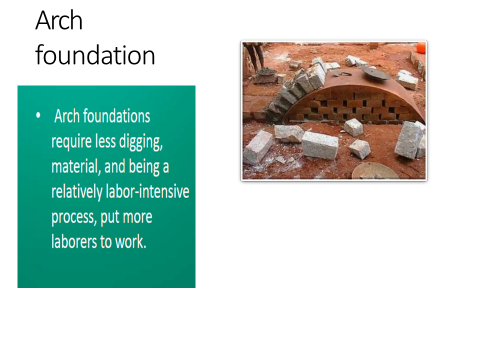 Arch
foundation
• Arch foundations
require less digging,
material, and being a
relatively labor-intensive
process, put more
laborers to work.